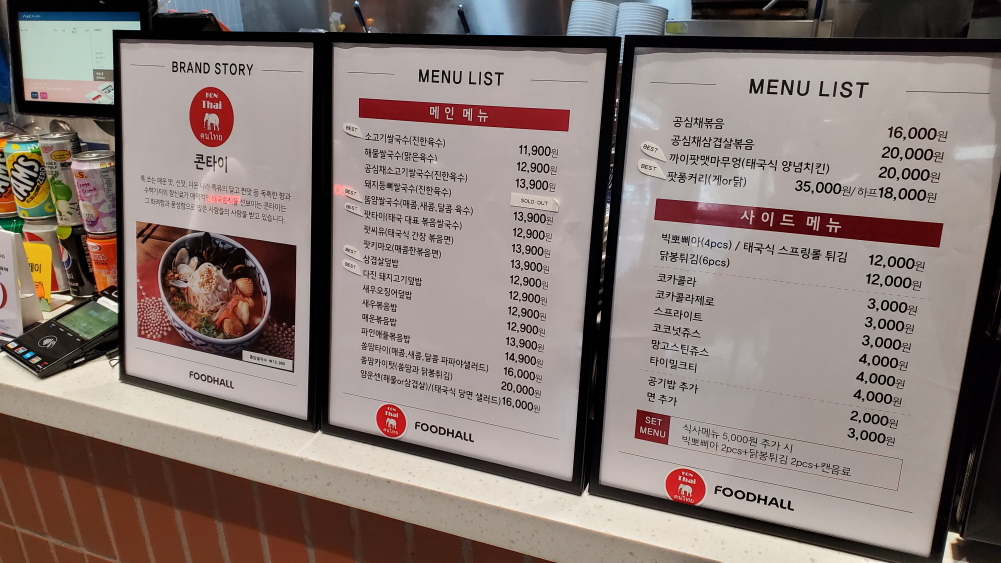 BRAND STORY
KON
Thai
คนไทย
콘타이
FOODHALL
MENU LIST
메인 메뉴
BEST 소고기쌀국수(진한육수) 11,900원
해물쌀국수(맑은육수) 12,900원
공심채소고기쌀국수(진한육수) 13,900원
돼지등뼈쌀국수(진한육수) SOLD OUT
BEST 똠얌쌀국수(매콤,새콤,달콤 육수) 13,900원
BEST 팟타이(태국 대표 볶음쌀국수) 12,900원
팟씨유(태국식 간장 볶음면) 13,900원
팟키마오(매콤한볶음면) 13,900원
BEST 삼겹살덮밥 12,900원
BEST 다진 돼지고기덮밥 12,900원
새우오징어덮밥 12,900원
새우볶음밥 12,900원
매운볶음밥 13,900원
파인애플볶음밥 14,900원
쏨땀타이(매콤,새콤,달콤 파파야샐러드) 16,000원
쏨땀카이텃(쏨땀과 닭봉튀김) 20,000원
얌운센(해물or삼겹살)/(태국식 당면 샐러드) 16,000원
KON
Thai
คนไทย
FOODHALL
MENU LIST
공심채볶음 16,000원
공심채삼겹살볶음 20,000원
BEST 까이팟맷마무엉(태국식 양념치킨) 20,000원
BEST 팟퐁커리(게or닭) 35,000원/ 하프18,000원
사이드 메뉴
빅뽀삐아(4pcs) / 태국식 스프링롤 튀김 12,000원
닭봉튀김(6pcs) 12,000원
코카콜라 3,000원
코카콜라제로 3,000원
스프라이트 3,000원
코코넛쥬스 4,000원
망고스틴쥬스 4,000원
타이밀크티 4,000원
공기밥 추가 2,000원
면 추가 3,000원
SET
MENU
식사메뉴 5,000원 추가 시
빅뽀삐아 2pcs+닭봉튀김 2pcs+캔음료
KON
Thai
คนไทย
FOODHALL